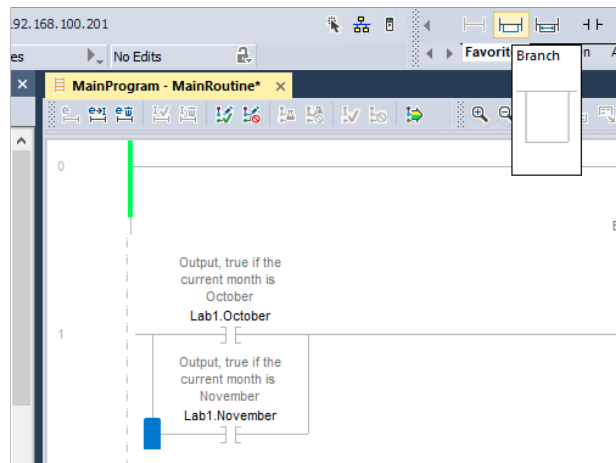 .92.168.100.201
es
No Edits
Favorit
Branch
n
A
MainProgram - MainRoutine*
0
E
Output, true if the
current month is
October
Lab1.October
1
Output, true if the
current month is
November
Lab1.November